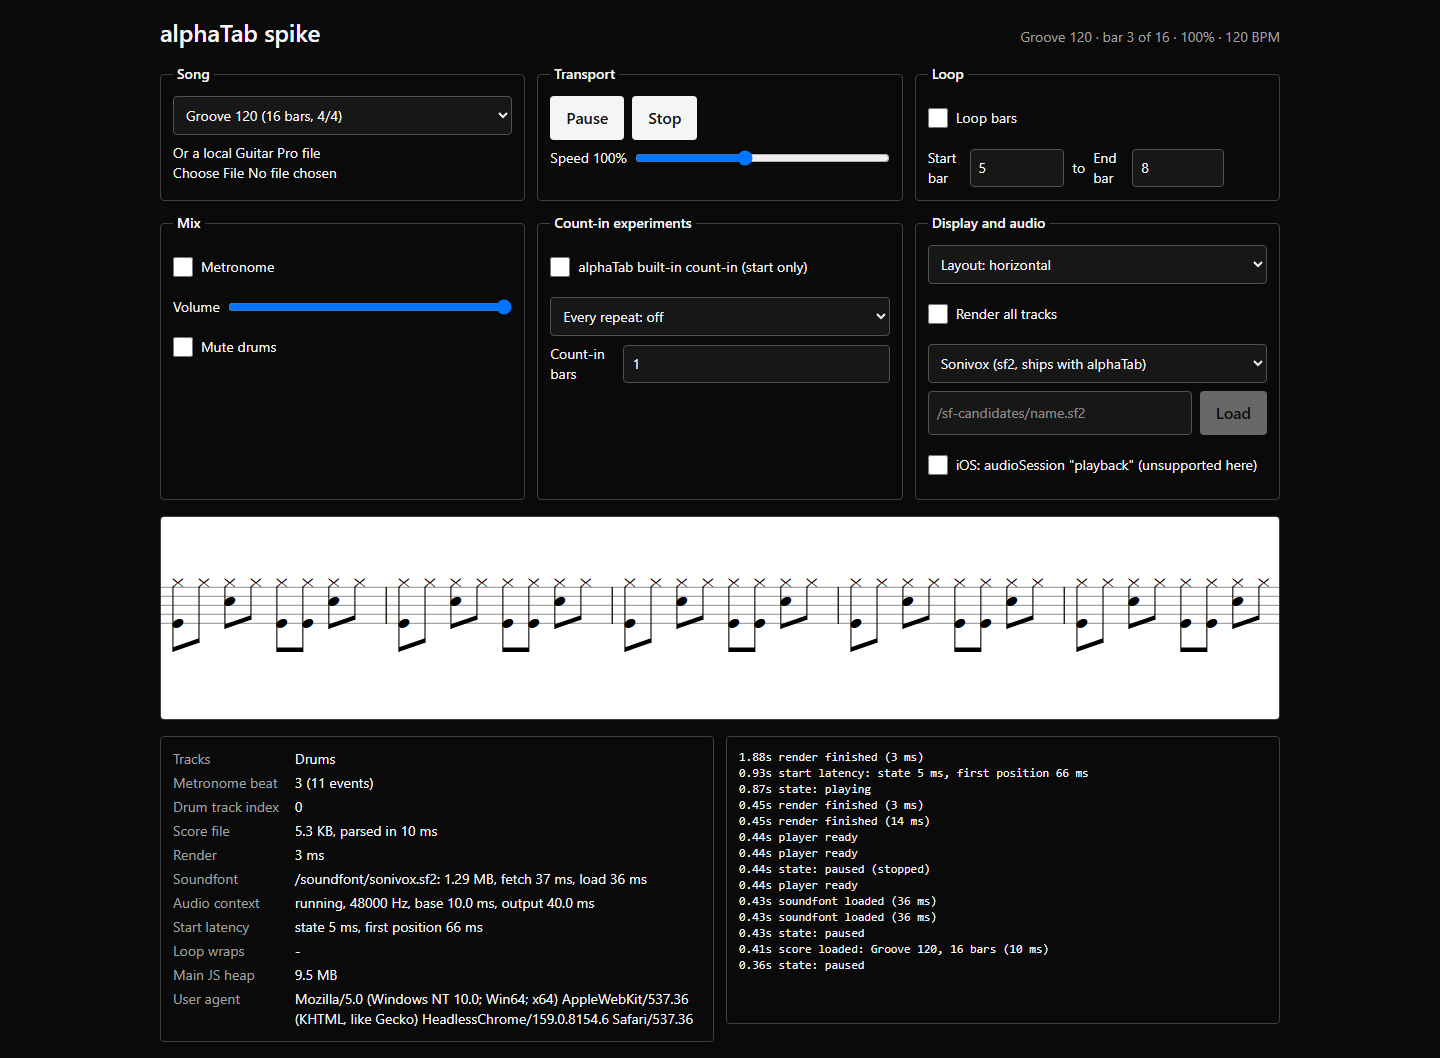 alphaTab spike
Groove 120 · bar 3 of 16 · 100% · 120 BPM
Song
Groove 120 (16 bars, 4/4)
Or a local Guitar Pro file
Choose File No file chosen
Transport
Pause
Stop
Speed 100%
Loop
Loop bars
Start bar
5
to
End bar
8
Mix
Metronome
Volume
Mute drums
Count-in experiments
alphaTab built-in count-in (start only)
Every repeat: off
Count-in bars
1
Display and audio
Layout: horizontal
Render all tracks
Sonivox (sf2, ships with alphaTab)
/sf-candidates/name.sf2
Load
iOS: audioSession "playback" (unsupported here)
Tracks Drums
Metronome beat 3 (11 events)
Drum track index 0
Score file 5.3 KB, parsed in 10 ms
Render 3 ms
Soundfont /soundfont/sonivox.sf2: 1.29 MB, fetch 37 ms, load 36 ms
Audio context running, 48000 Hz, base 10.0 ms, output 40.0 ms
Start latency state 5 ms, first position 66 ms
Loop wraps -
Main JS heap 9.5 MB
User agent Mozilla/5.0 (Windows NT 10.0; Win64; x64) AppleWebKit/537.36
(KHTML, like Gecko) HeadlessChrome/159.0.8154.6 Safari/537.36
1.88s render finished (3 ms)
0.93s start latency: state 5 ms, first position 66 ms
0.87s state: playing
0.45s render finished (3 ms)
0.45s render finished (14 ms)
0.44s player ready
0.44s player ready
0.44s state: paused (stopped)
0.44s player ready
0.43s soundfont loaded (36 ms)
0.43s soundfont loaded (36 ms)
0.43s state: paused
0.41s score loaded: Groove 120, 16 bars (10 ms)
0.36s state: paused